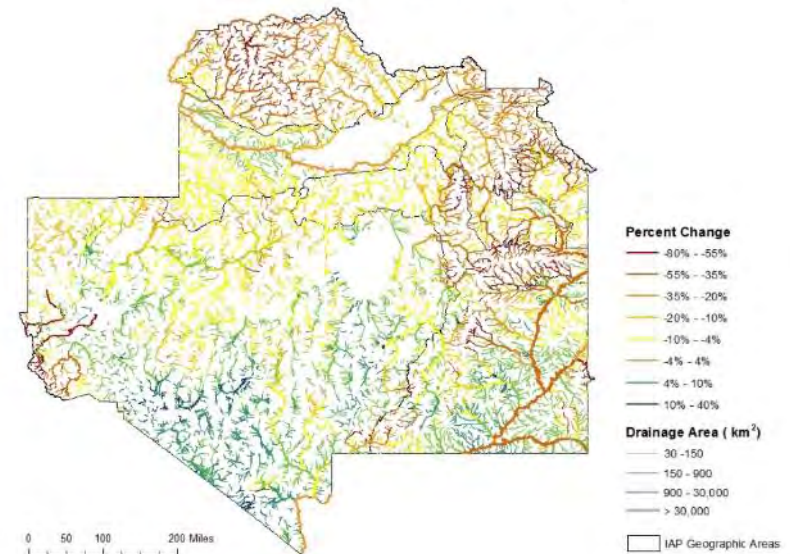 Percent Change
-80% - -55%
-55% - -35%
-35% - -20%
-20% - -10%
-10% - -4%
-4% - 4%
4% - 10%
10% - 40%
Drainage Area ( km²)
30 -150
150 - 900
900 - 30,000
> 30,000
IAP Geographic Areas
0 50 100 200 Miles